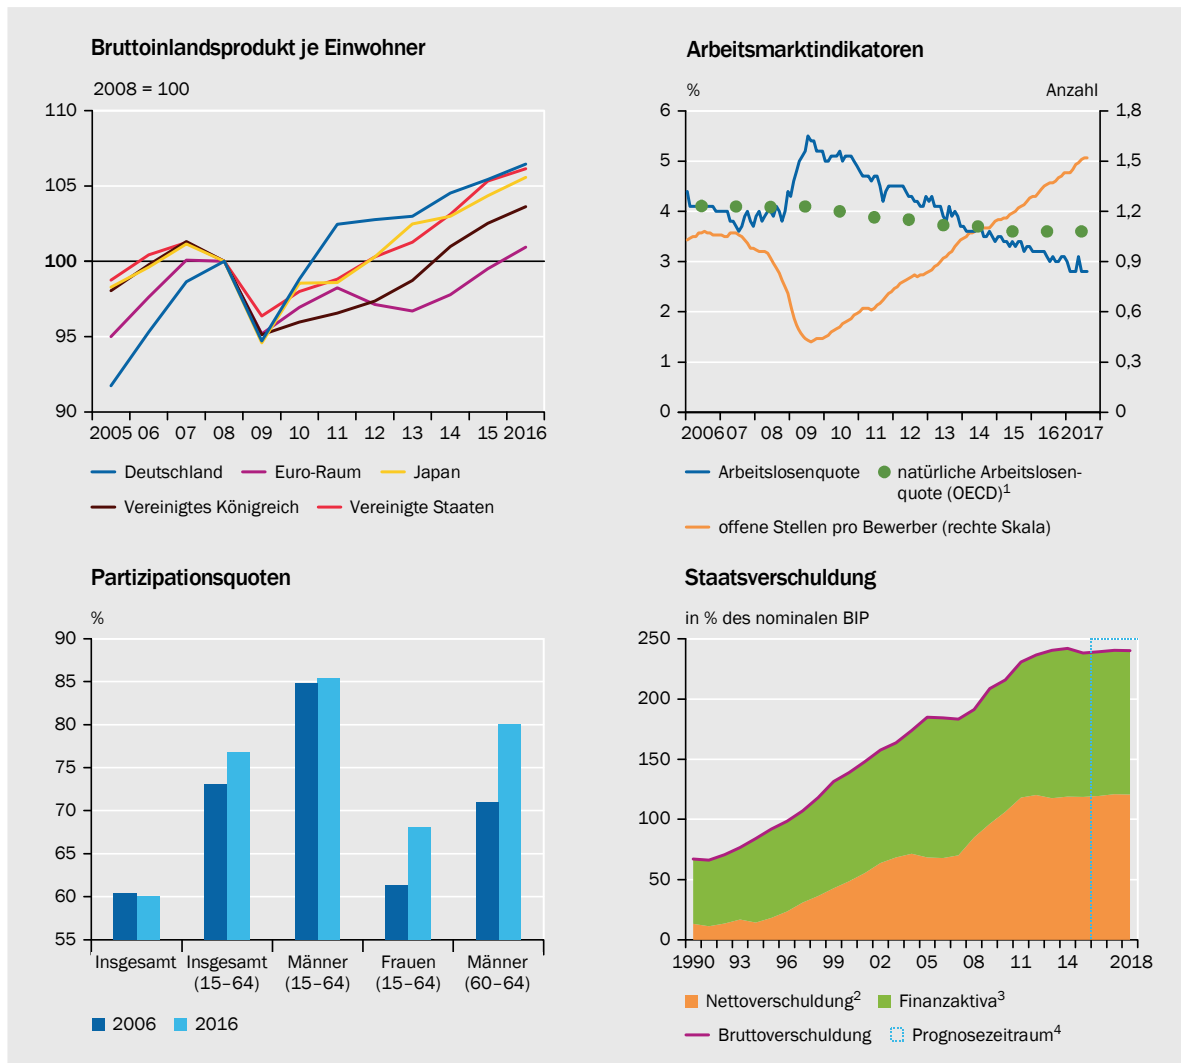 Bruttoinlandsprodukt je Einwohner
2008 = 100
110
105
100
95
90
2005 06 07 08 09 10 11 12 13 14 15 2016
Deutschland Euro-Raum Japan
Vereinigtes Königreich Vereinigte Staaten
Arbeitsmarktindikatoren
% Anzahl
6 1,8
5 1,5
4 1,2
3 0,9
2 0,6
1 0,3
0 0
2006 07 08 09 10 11 12 13 14 15 16 2017
Arbeitslosenquote natürliche Arbeitslosen-
quote (OECD)1
offene Stellen pro Bewerber (rechte Skala)
Partizipationsquoten
%
90
85
80
75
70
65
60
55
Insgesamt Insgesamt Männer Frauen Männer
(15–64) (15–64) (15–64) (60–64)
2006 2016
Staatsverschuldung
in % des nominalen BIP
250
200
150
100
50
0
1990 93 96 99 02 05 08 11 14 2018
Nettoverschuldung2 Finanzaktiva3
Bruttoverschuldung Prognosezeitraum4